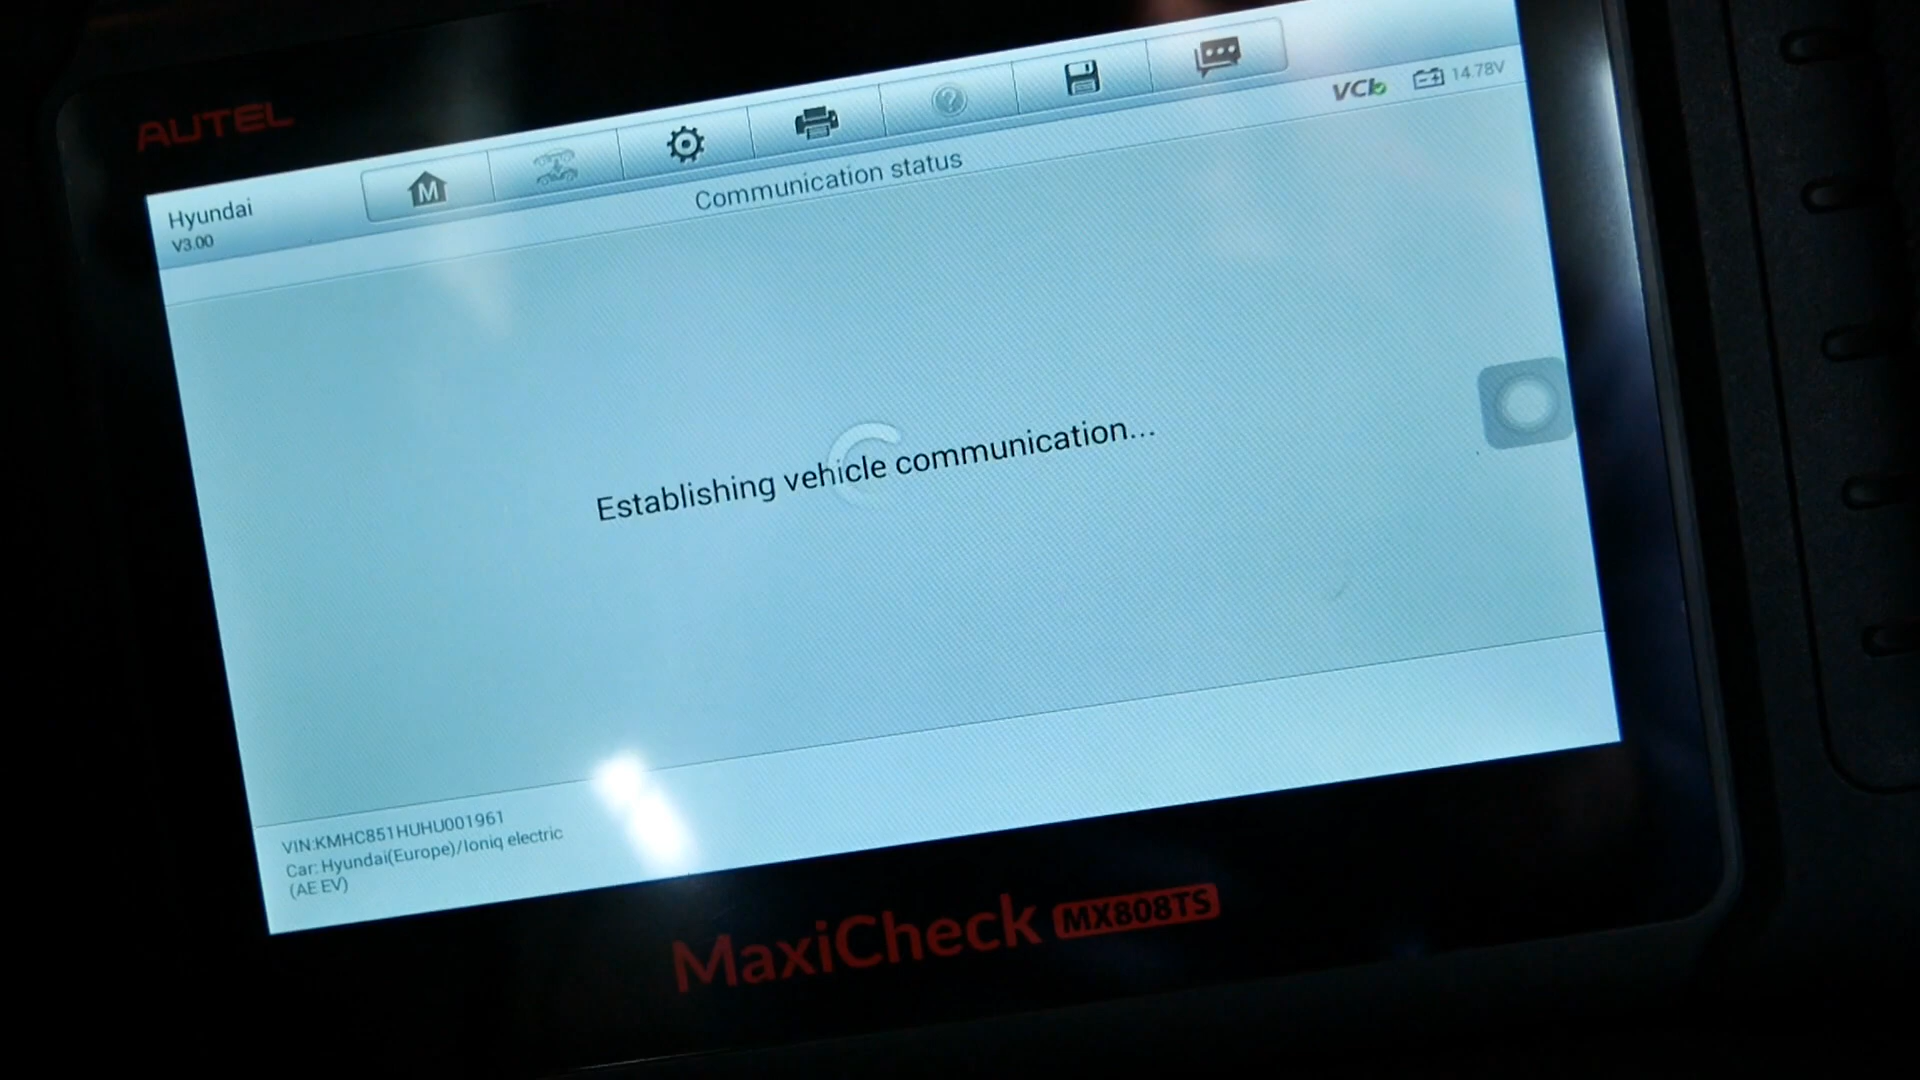 AUTEL
Hyundai
V3.00
M
VCI
14.78V
Communication status
Establishing vehicle communication...
VIN:KMHC851HUHU001961
Car: Hyundai(Europe)/Ioniq electric
(AE EV)
MaxiCheck MX808TS